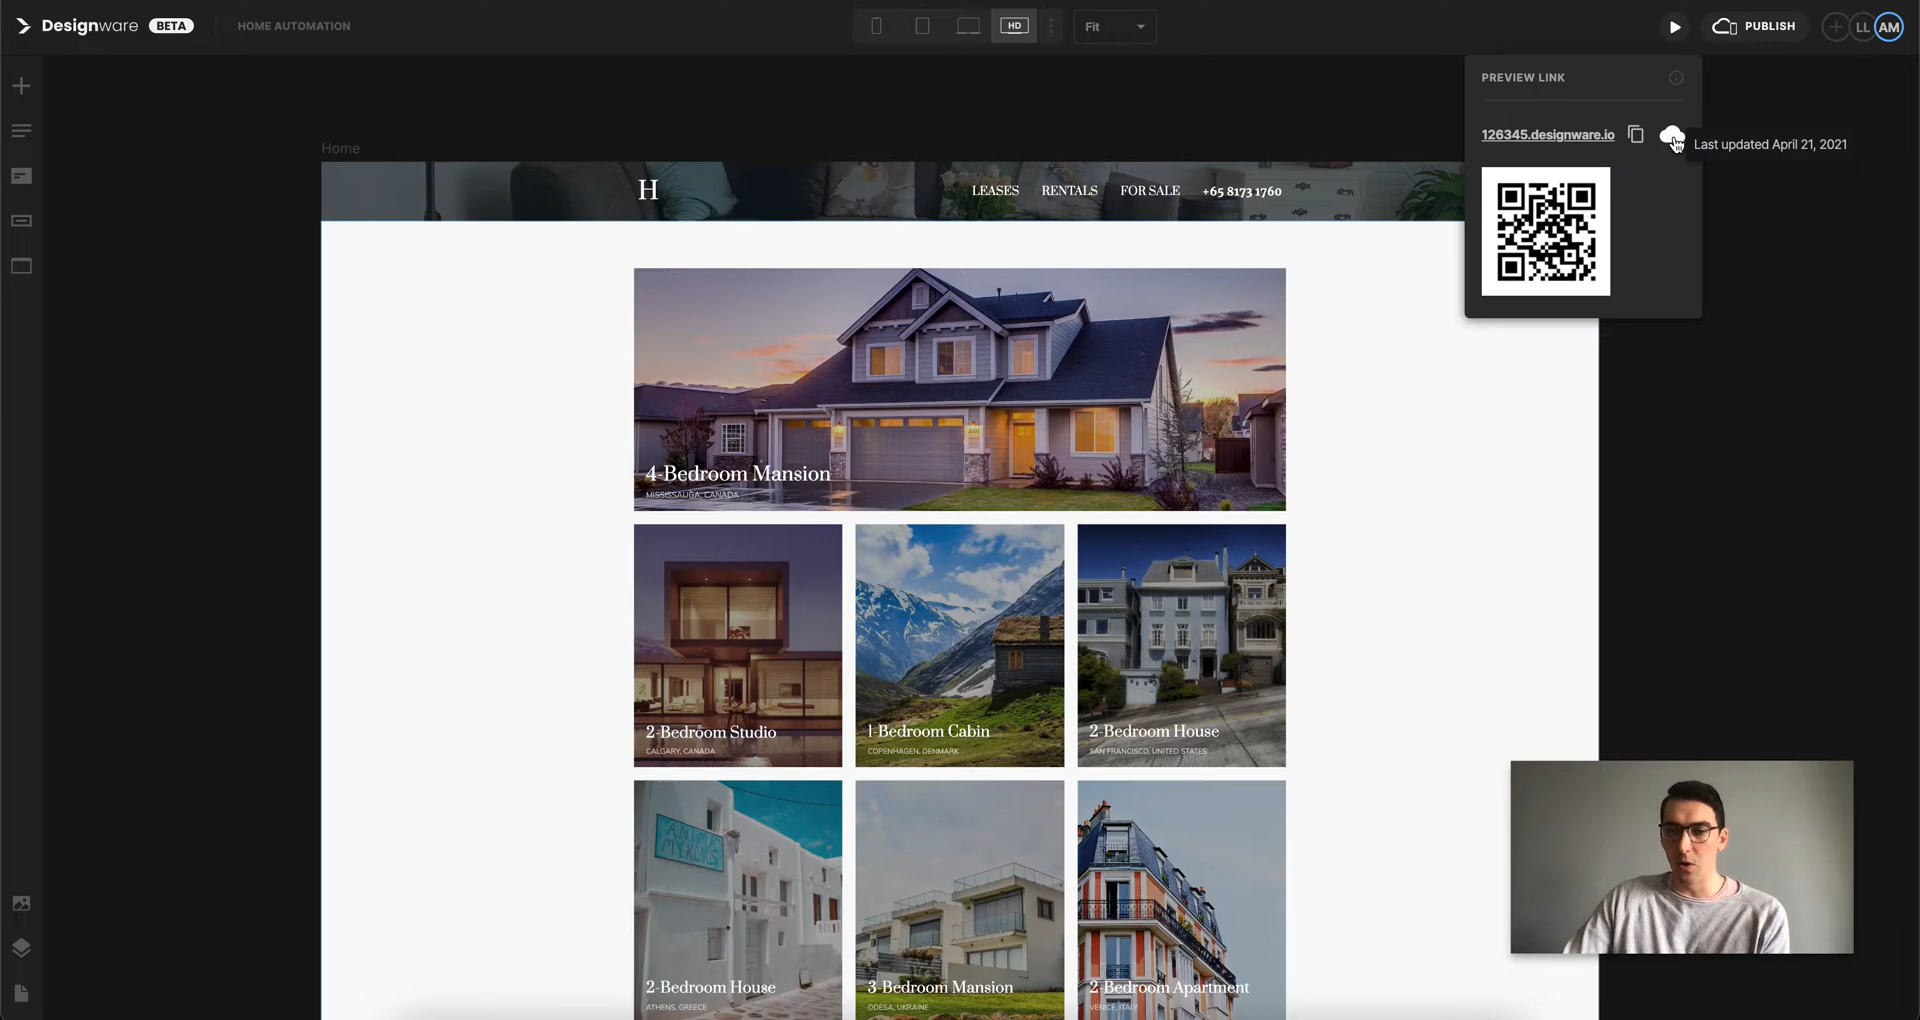 Designware BETA HOME AUTOMATION HD Fit PUBLISH LL AM
PREVIEW LINK
126345.designware.io
Last updated April 21, 2021
Home
H LEASES RENTALS FOR SALE +65 8173 1760
4-Bedroom Mansion
MISSISSAUGA, CANADA
2-Bedroom Studio
CALGARY, CANADA
1-Bedroom Cabin
COPENHAGEN, DENMARK
2-Bedroom House
SAN FRANCISCO, UNITED STATES
ANIMA
MYKONOS
2-Bedroom House
ATHENS, GREECE
3-Bedroom Mansion
ODESA, UKRAINE
2-Bedroom Apartment
VENICE, ITALY